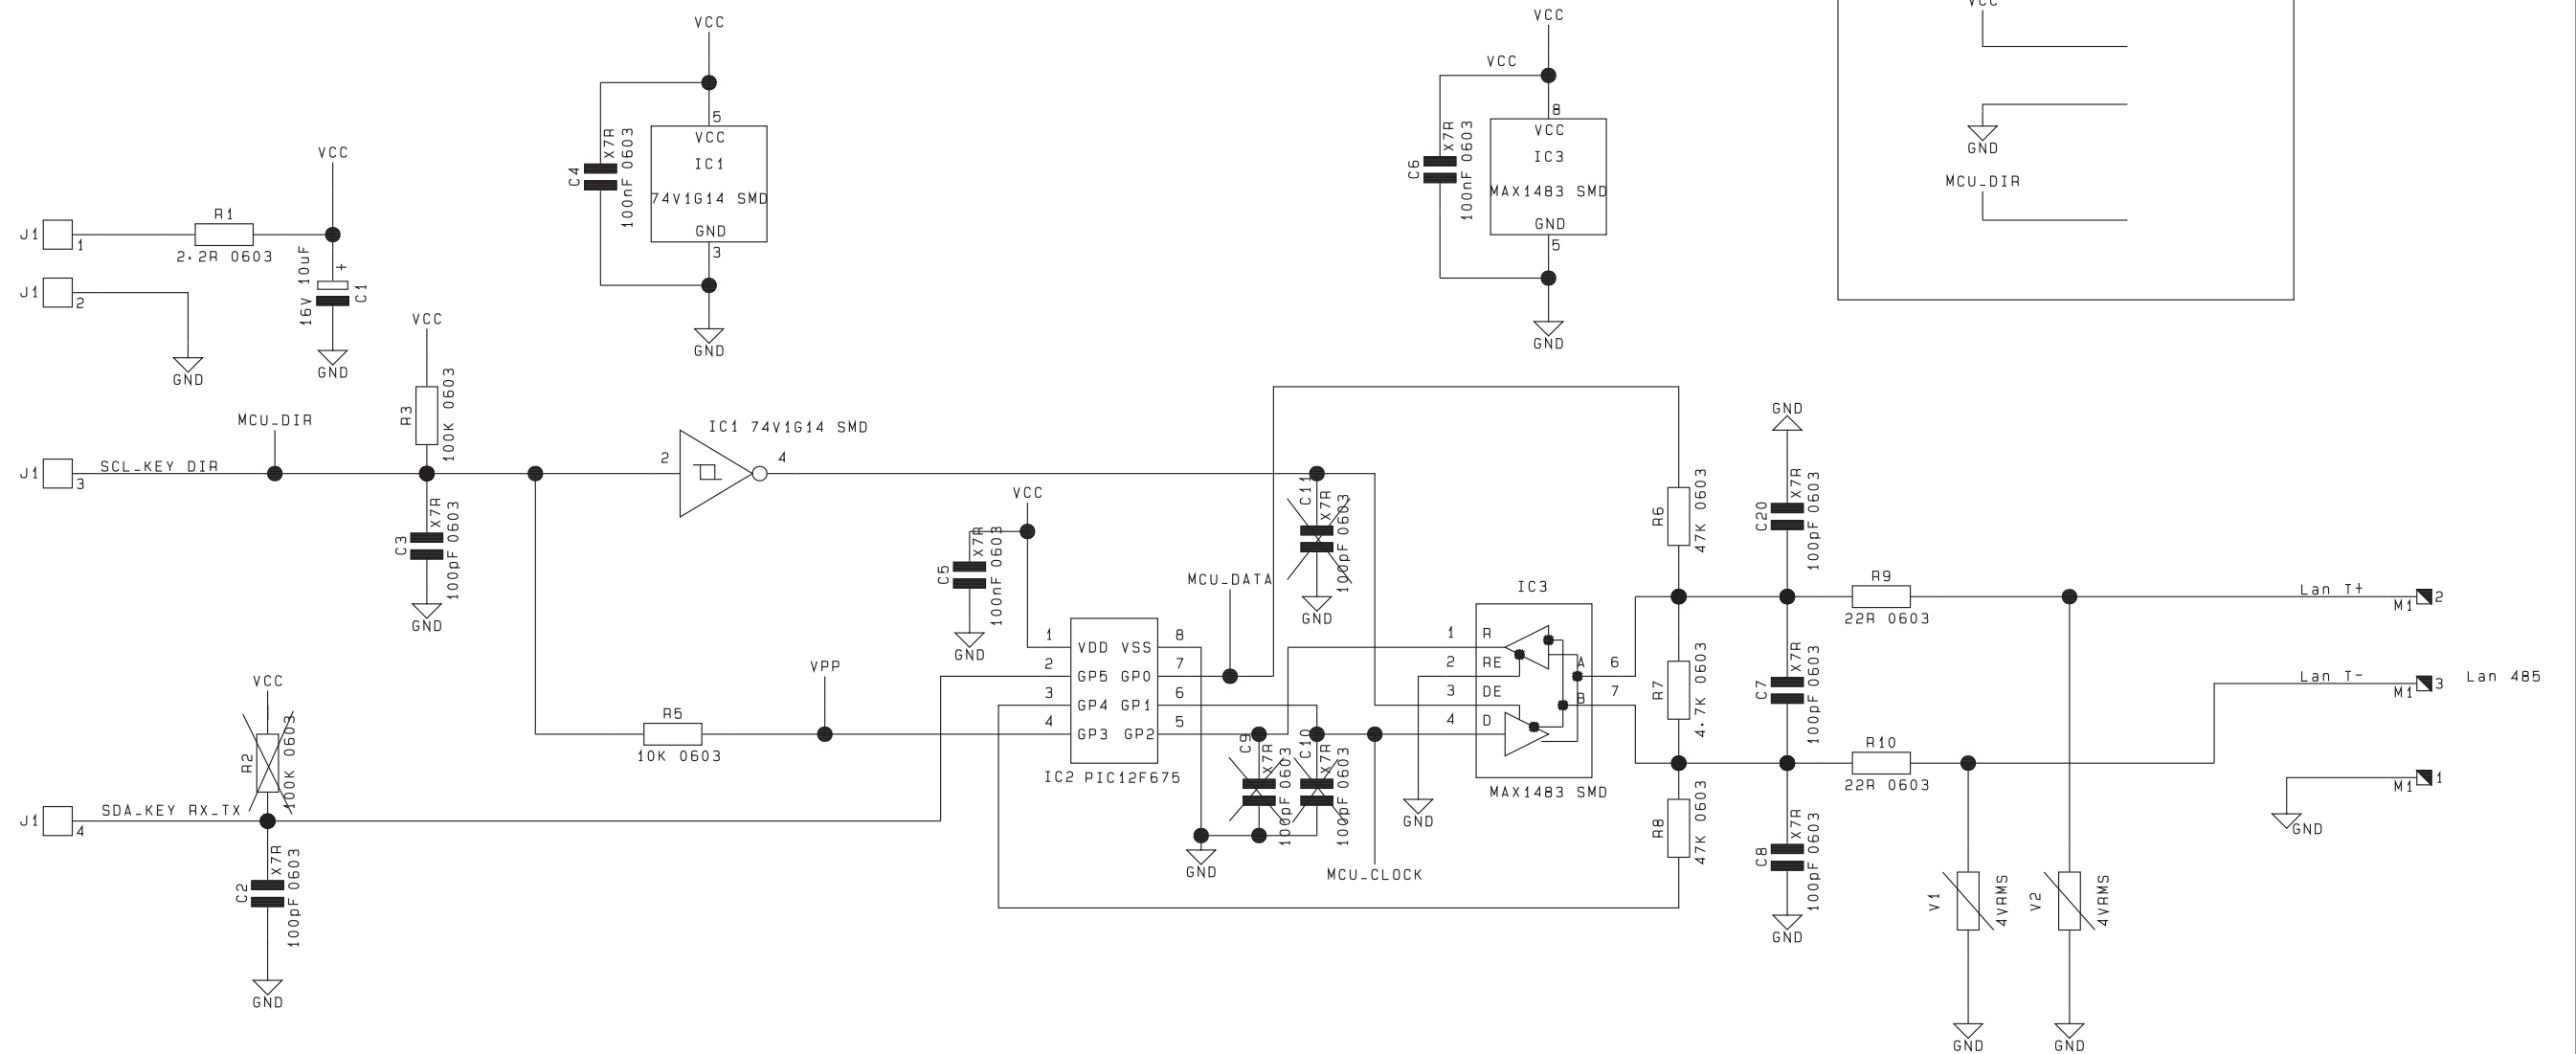 VCC
VCC
VCC
VCC
5
VCC
IC1
74V1G14 SMD
GND
3
C4
X7R
100nF 0603
GND
8
VCC
IC3
MAX1483 SMD
GND
5
C6
X7R
100nF 0603
GND
GND
MCU_DIR
VCC
J1
1
R1
2.2R 0603
16V 10uF
+
C1
J1
2
GND
GND
VCC
R3
100K 0603
MCU_DIR
J1
3
SCL_KEY DIR
C3
X7R
100pF 0603
GND
2
IC1 74V1G14 SMD
4
VCC
C5
X7R
100nF 0603
GND
C11
X7R
100pF 0603
GND
MCU_DATA
VPP
R5
10K 0603
1
2
3
4
VDD VSS
GP5 GP0
GP4 GP1
GP3 GP2
8
7
6
5
IC2 PIC12F675
C9
X7R
100pF 0603
C10
X7R
100pF 0603
GND
MCU_CLOCK
IC3
1 R
2 RE
3 DE
4 D
A 6
B 7
MAX1483 SMD
GND
R6
47K 0603
R7
4.7K 0603
R8
47K 0603
GND
C20
X7R
100pF 0603
C7
X7R
100pF 0603
C8
X7R
100pF 0603
GND
R9
22R 0603
R10
22R 0603
Lan T+
M1
2
Lan T-
M1
3
Lan 485
M1
1
GND
V1
4VRMS
V2
4VRMS
GND
GND
VCC
R2
100K 0603
J1
4
SDA_KEY RX_TX
C2
X7R
100pF 0603
GND